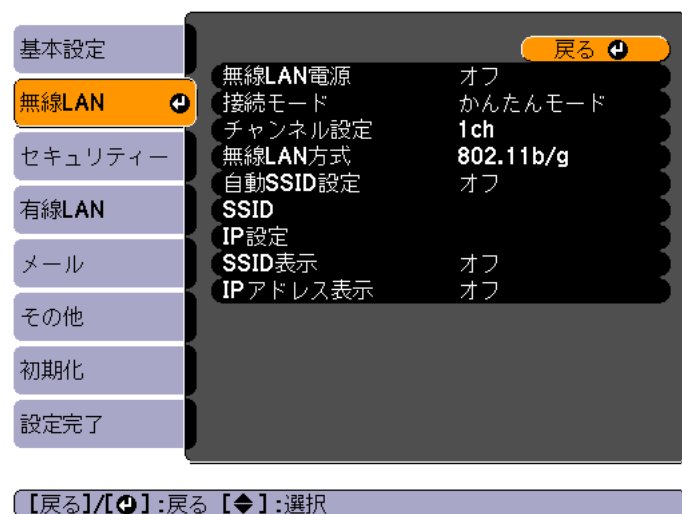 基本設定
無線LAN
セキュリティー
有線LAN
メール
その他
初期化
設定完了
戻る
無線LAN電源 オフ
接続モード かんたんモード
チャンネル設定 1ch
無線LAN方式 802.11b/g
自動SSID設定 オフ
SSID
IP設定
SSID表示 オフ
IPアドレス表示 オフ
[戻る]/[⏎]:戻る [◆]:選択